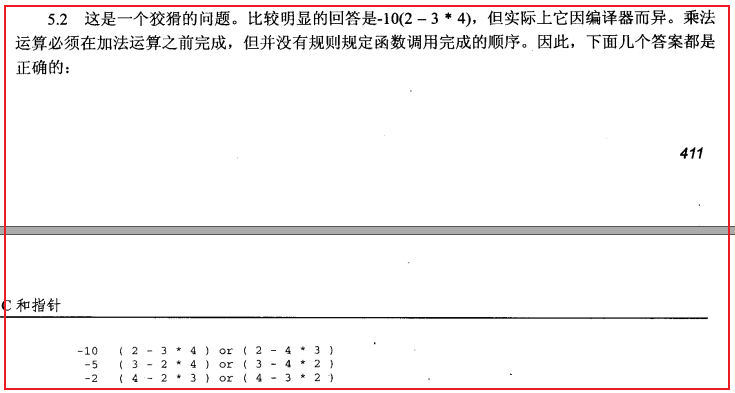 5.2 这是一个狡猾的问题。比较明显的回答是-10(2 – 3 * 4)，但实际上它因编译器而异。乘法
运算必须在加法运算之前完成，但并没有规则规定函数调用完成的顺序。因此，下面几个答案都是
正确的：
411
C 和指针
-10 ( 2 - 3 * 4 ) or ( 2 - 4 * 3 )
-5 ( 3 - 2 * 4 ) or ( 3 - 4 * 2 )
-2 ( 4 - 2 * 3 ) or ( 4 - 3 * 2 )